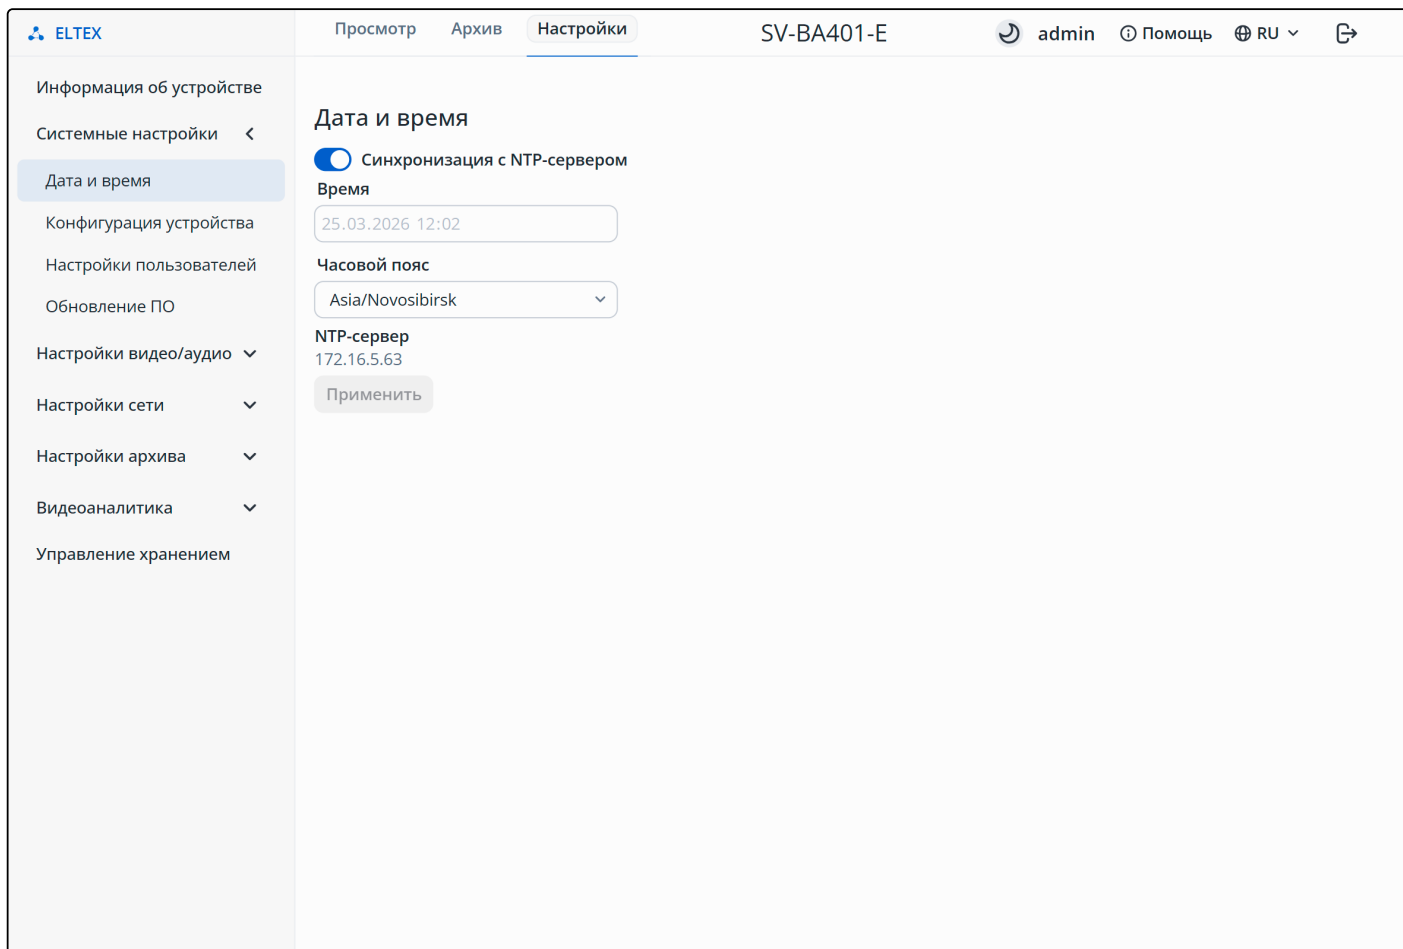 ELTEX
Просмотр Архив Настройки SV-BA401-E admin Помощь RU
Информация об устройстве
Системные настройки
Дата и время
Конфигурация устройства
Настройки пользователей
Обновление ПО
Настройки видео/аудио
Настройки сети
Настройки архива
Видеоаналитика
Управление хранением
Дата и время
Синхронизация с NTP-сервером
Время
25.03.2026 12:02
Часовой пояс
Asia/Novosibirsk
NTP-сервер
172.16.5.63
Применить